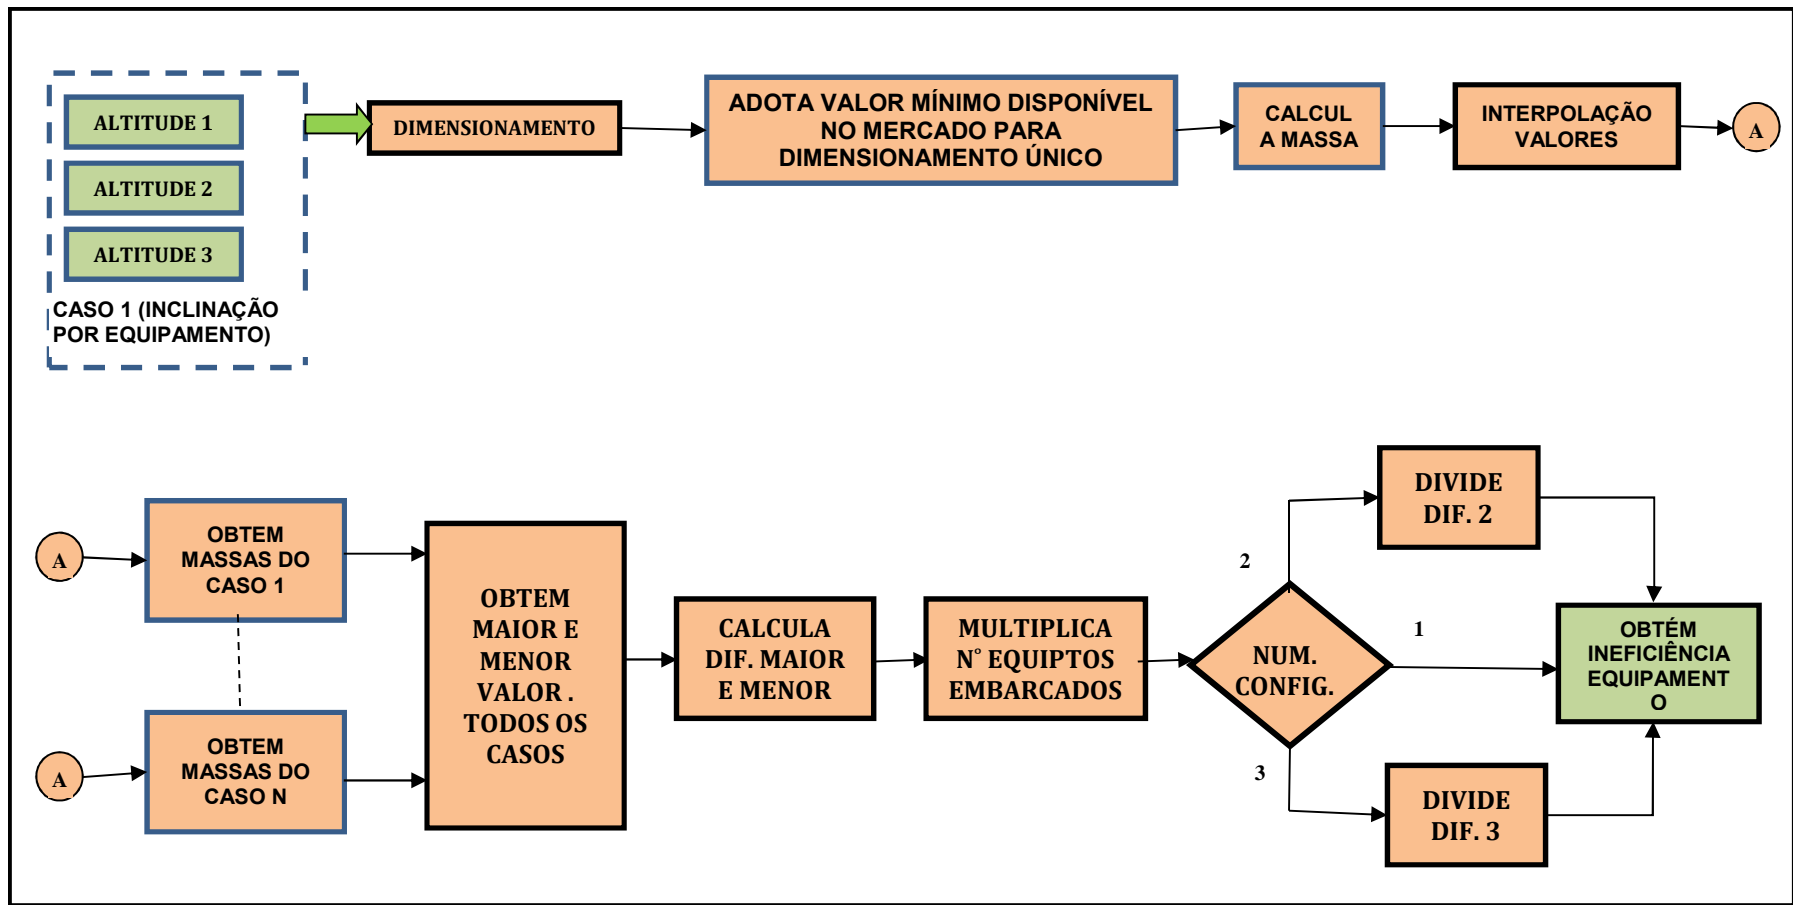 ALTITUDE 1
ALTITUDE 2
ALTITUDE 3
CASO 1 (INCLINAÇÃO
POR EQUIPAMENTO)
DIMENSIONAMENTO
ADOTA VALOR MÍNIMO DISPONÍVEL
NO MERCADO PARA
DIMENSIONAMENTO ÚNICO
CALCUL
A MASSA
INTERPOLAÇÃO
VALORES
A
A
OBTEM
MASSAS DO
CASO 1
A
OBTEM
MASSAS DO
CASO N
OBTEM
MAIOR E
MENOR
VALOR .
TODOS OS
CASOS
CALCULA
DIF. MAIOR
E MENOR
MULTIPLICA
N° EQUIPTOS
EMBARCADOS
NUM.
CONFIG.
2
1
3
DIVIDE
DIF. 2
DIVIDE
DIF. 3
OBTÉM
INEFICIÊNCIA
EQUIPAMENT
O